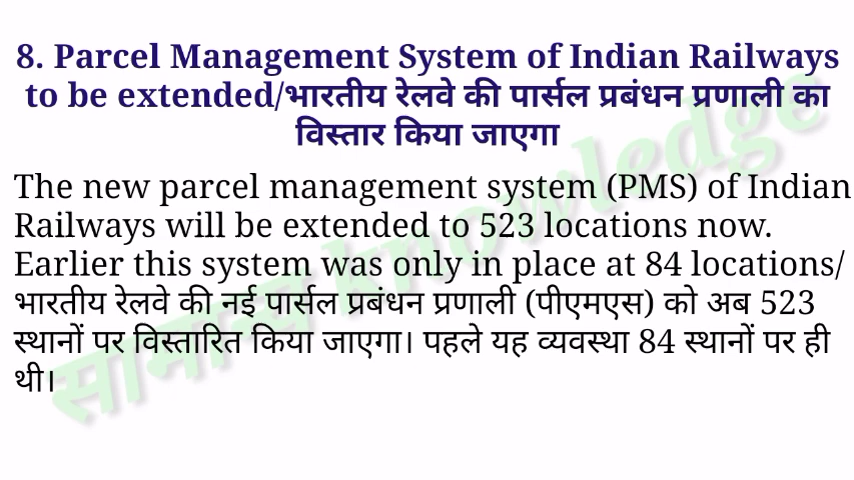 8. Parcel Management System of Indian Railways
to be extended/भारतीय रेलवे की पार्सल प्रबंधन प्रणाली का
विस्तार किया जाएगा
The new parcel management system (PMS) of Indian
Railways will be extended to 523 locations now.
Earlier this system was only in place at 84 locations/
भारतीय रेलवे की नई पार्सल प्रबंधन प्रणाली (पीएमएस) को अब 523
स्थानों पर विस्तारित किया जाएगा। पहले यह व्यवस्था 84 स्थानों पर ही
थी।
सामान्य knowledge